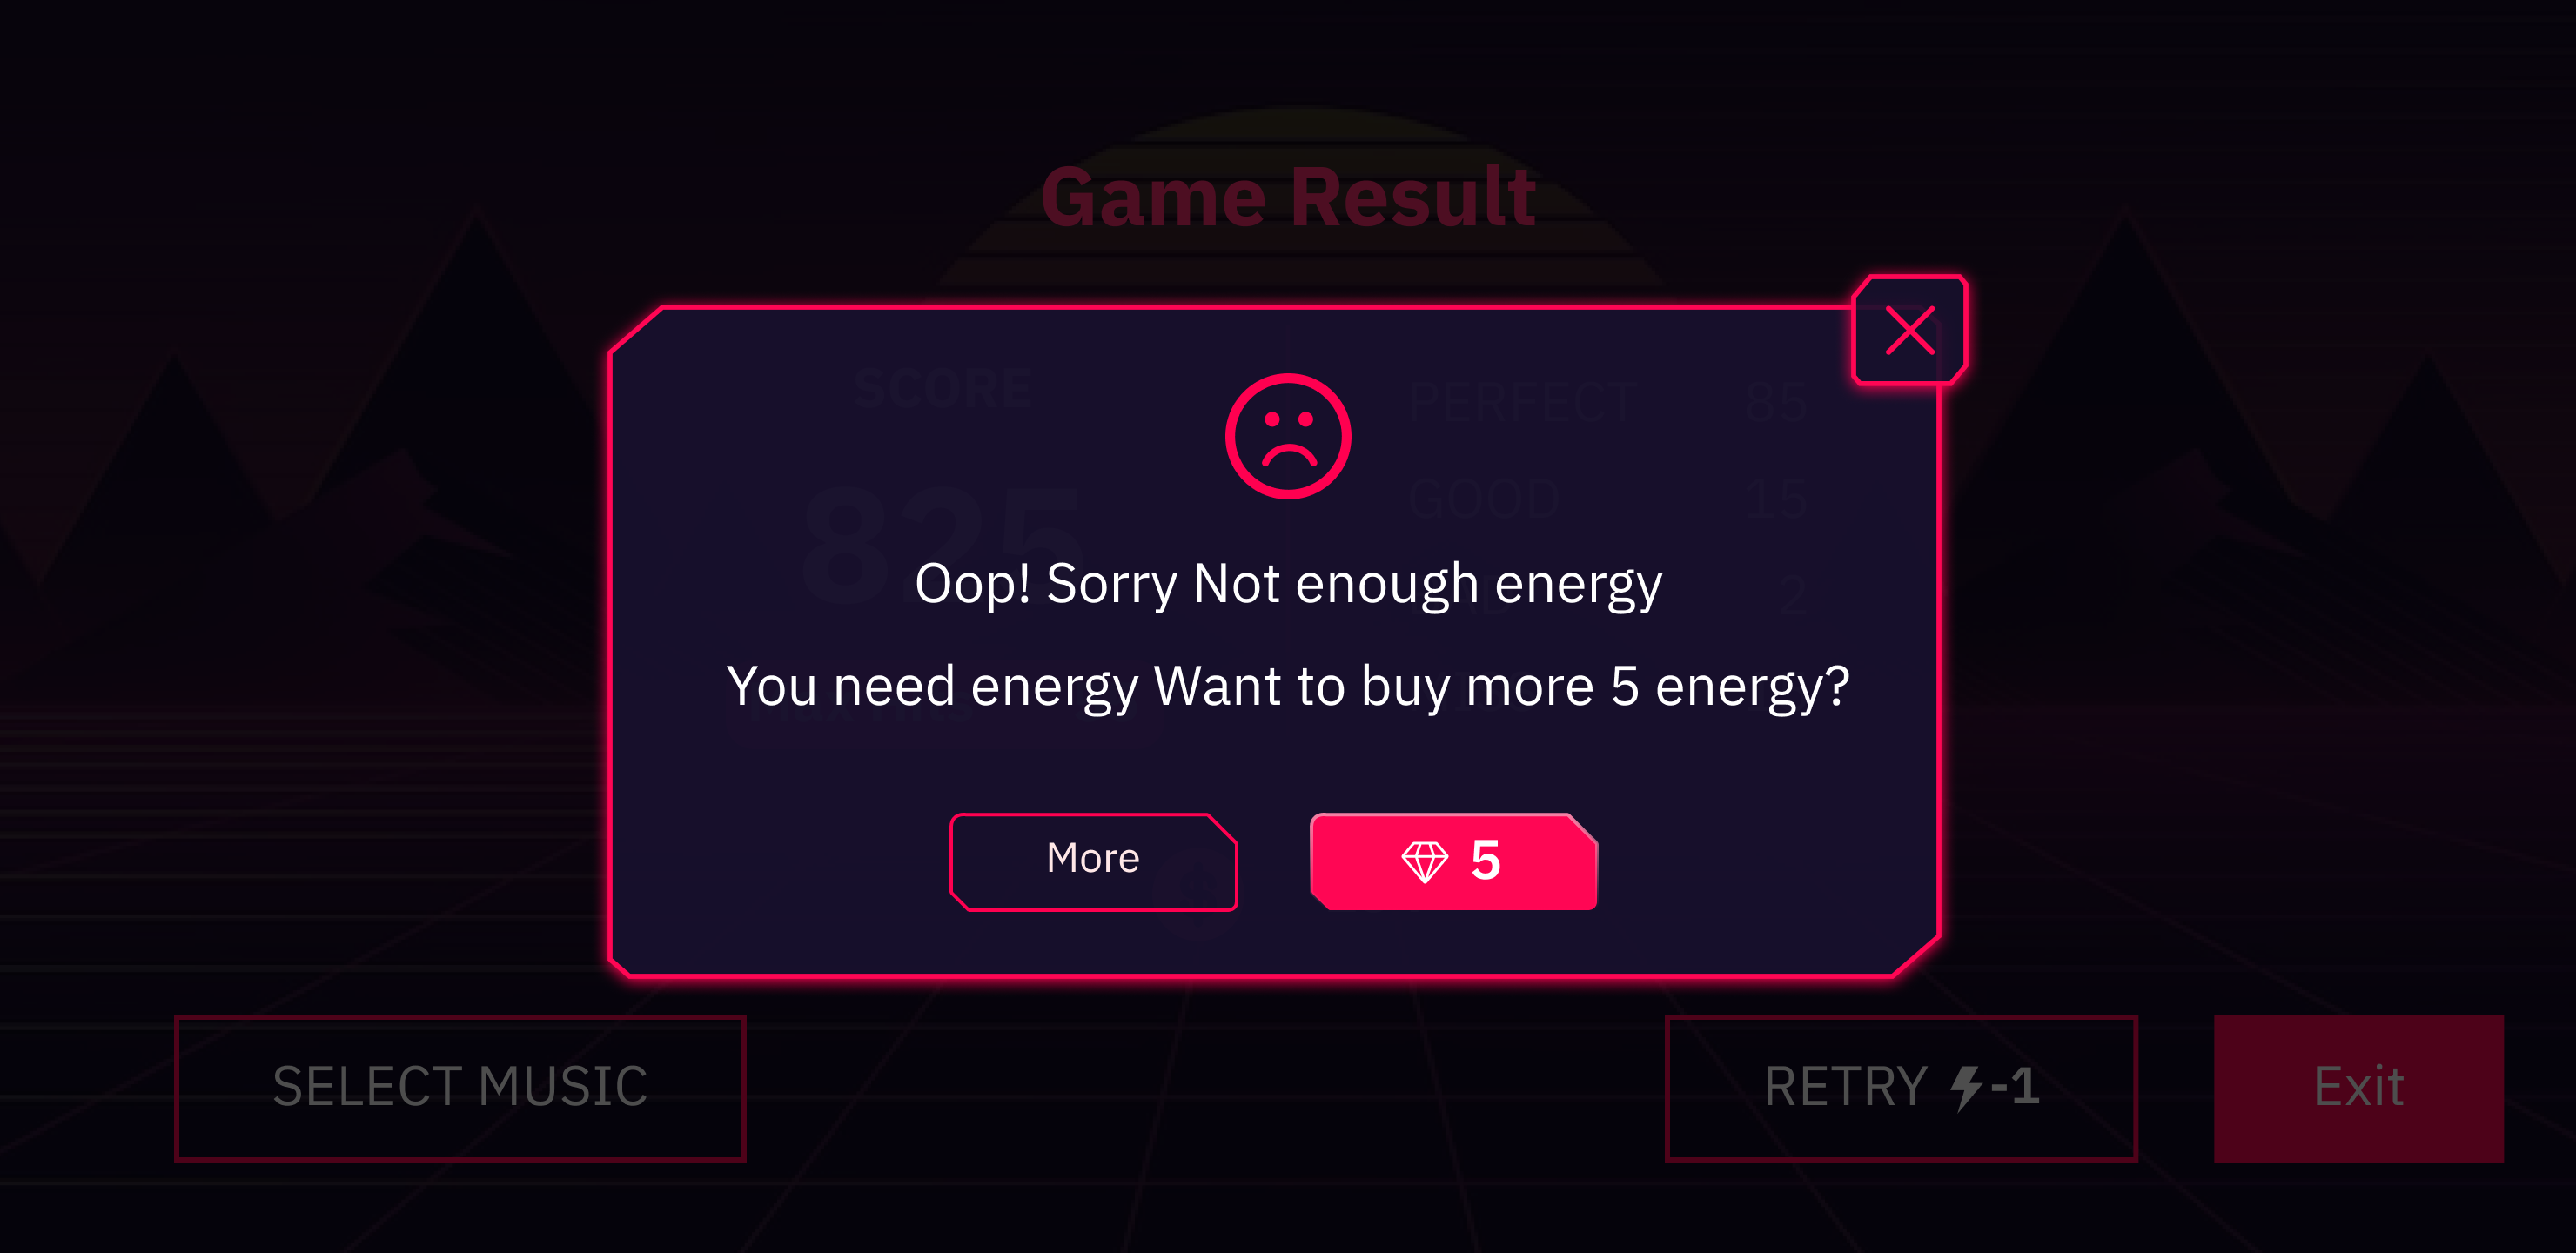 Game Result
SCORE
825
PERFECT 85
GOOD 15
2
Oop! Sorry Not enough energy
You need energy Want to buy more 5 energy?
More
5
SELECT MUSIC
RETRY -1
Exit